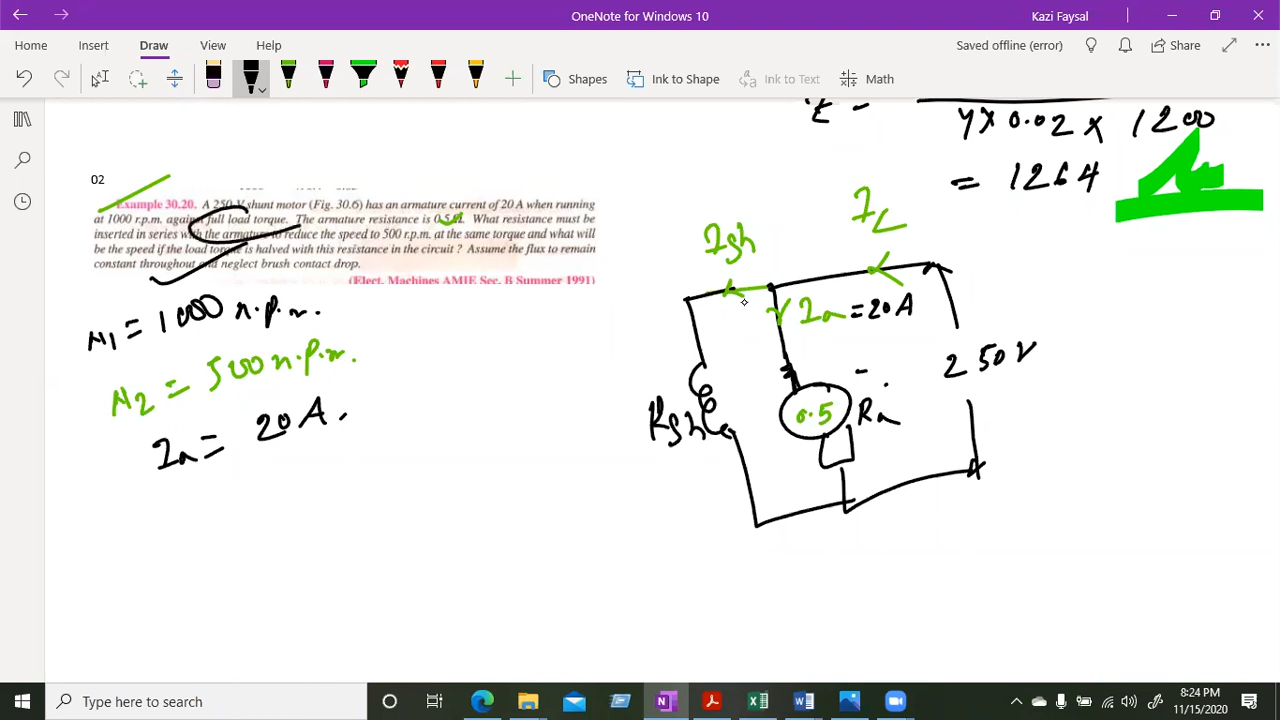 OneNote for Windows 10
Kazi Faysal
Home Insert Draw View Help
Saved offline (error)
Share
Shapes
Ink to Shape
Ink to Text
Math
4 x 0.02 x 1200
= 1264
02
Example 30.20. A 250-V shunt motor (Fig. 30.6) has an armature current of 20 A when running
at 1000 r.p.m. against full load torque. The armature resistance is 0.5 Ω. What resistance must be
inserted in series with the armature to reduce the speed to 500 r.p.m. at the same torque and what will
be the speed if the load torque is halved with this resistance in the circuit ? Assume the flux to remain
constant throughout and neglect brush contact drop.
(Elect. Machines AMIE Sec. B Summer 1991)
N1 = 1000 r.p.m.
N2 = 500 r.p.m.
Ia = 20 A.
IL
Ish
Ia = 20A
250V
0.5
Ra
Rsh
Type here to search
8:24 PM
11/15/2020